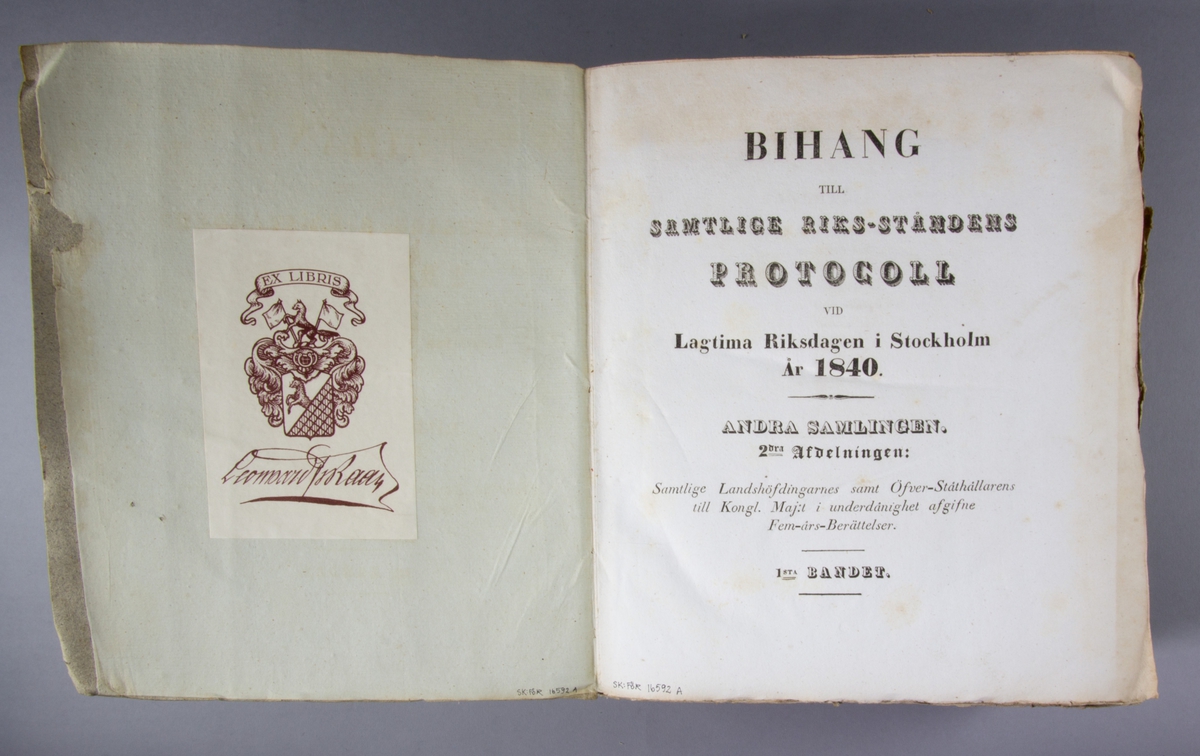 EX LIBRIS
Leonard Kaan
SK:PBK 16592 A
BIHANG
TILL
SAMTLIGE RIKS-STÅNDENS
PROTOCOLL
VID
Lagtima Riksdagen i Stockholm
År 1840.
ANDRA SAMLINGEN.
2dra Afdelningen:
Samtlige Landshöfdingarnes samt Öfver-Ståthållarens
till Kongl. Maj:t i underdånighet afgifne
Fem-års-Berättelser.
1STA BANDET.
SK:PBK 16592 A